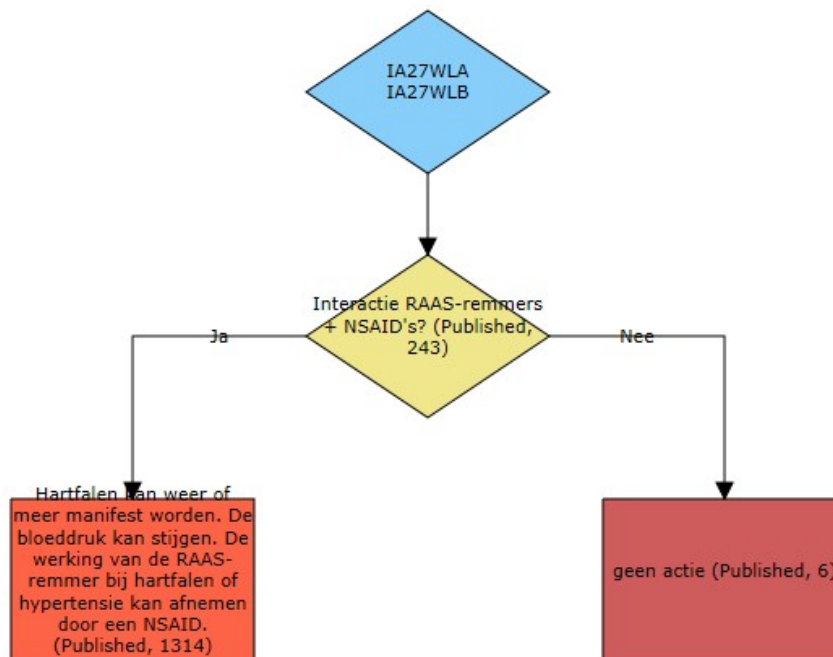 IA27WLA
IA27WLB
Interactie RAAS-remmers
+ NSAID's? (Published,
243)
Ja
Nee
Hartfalen kan weer of
meer manifest worden. De
bloeddruk kan stijgen. De
werking van de RAAS-
remmer bij hartfalen of
hypertensie kan afnemen
door een NSAID.
(Published, 1314)
geen actie (Published, 6)